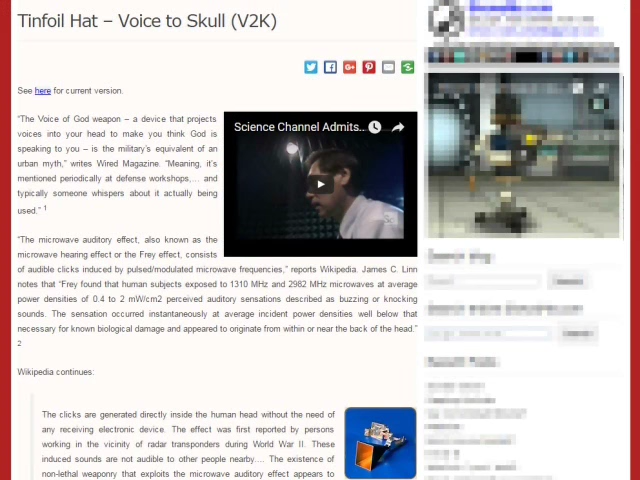 Tinfoil Hat – Voice to Skull (V2K)
See here for current version.
"The Voice of God weapon – a device that projects
voices into your head to make you think God is
speaking to you – is the military's equivalent of an
urban myth," writes Wired Magazine. "Meaning, it's
mentioned periodically at defense workshops,... and
typically someone whispers about it actually being
used." 1
Science Channel Admits...
"The microwave auditory effect, also known as the
microwave hearing effect or the Frey effect, consists
of audible clicks induced by pulsed/modulated microwave frequencies," reports Wikipedia. James C. Linn
notes that "Frey found that human subjects exposed to 1310 MHz and 2982 MHz microwaves at average
power densities of 0.4 to 2 mW/cm2 perceived auditory sensations described as buzzing or knocking
sounds. The sensation occurred instantaneously at average incident power densities well below that
necessary for known biological damage and appeared to originate from within or near the back of the head."
2
Wikipedia continues:
The clicks are generated directly inside the human head without the need of
any receiving electronic device. The effect was first reported by persons
working in the vicinity of radar transponders during World War II. These
induced sounds are not audible to other people nearby.... The existence of
non-lethal weaponry that exploits the microwave auditory effect appears to